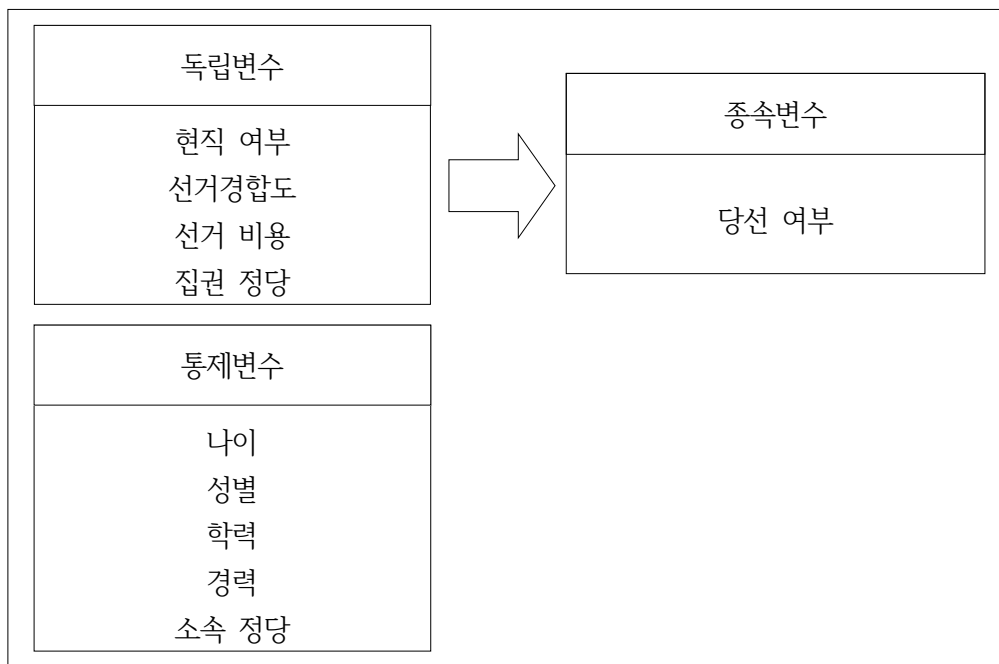 독립변수
현직 여부
선거경합도
선거 비용
집권 정당
종속변수
당선 여부
통제변수
나이
성별
학력
경력
소속 정당